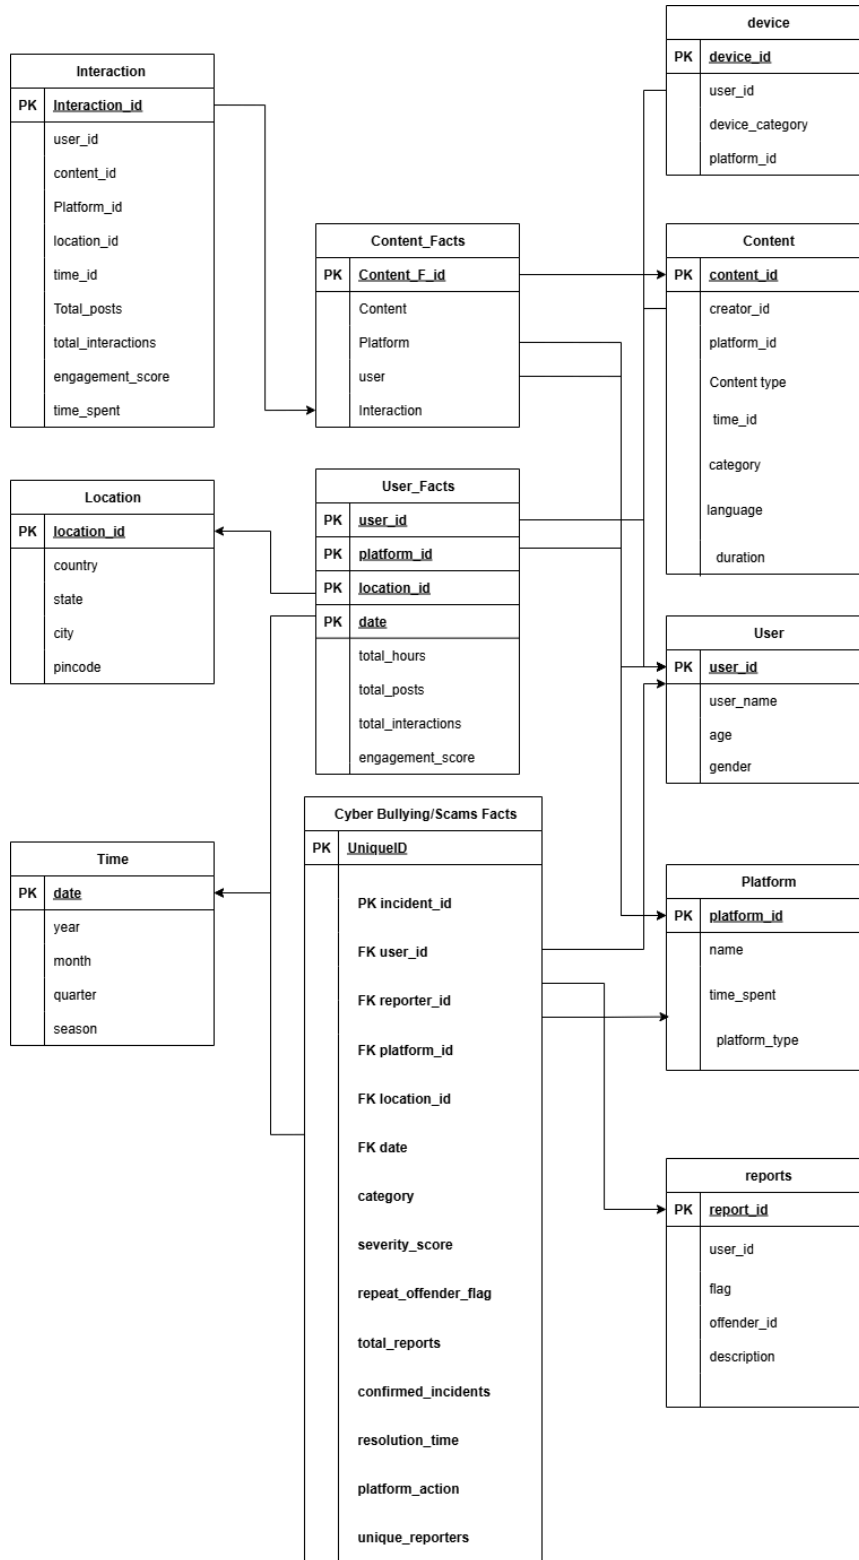 device
PK device_id
user_id
device_category
platform_id
Interaction
PK Interaction_id
user_id
content_id
Platform_id
location_id
time_id
Total_posts
total_interactions
engagement_score
time_spent
Content_Facts
PK Content_F_id
Content
Platform
user
Interaction
Content
PK content_id
creator_id
platform_id
Content type
time_id
category
language
duration
Location
PK location_id
country
state
city
pincode
User_Facts
PK user_id
PK platform_id
PK location_id
PK date
total_hours
total_posts
total_interactions
engagement_score
User
PK user_id
user_name
age
gender
Time
PK date
year
month
quarter
season
Cyber Bullying/Scams Facts
PK UniqueID
PK incident_id
FK user_id
FK reporter_id
FK platform_id
FK location_id
FK date
category
severity_score
repeat_offender_flag
total_reports
confirmed_incidents
resolution_time
platform_action
unique_reporters
Platform
PK platform_id
name
time_spent
platform_type
reports
PK report_id
user_id
flag
offender_id
description